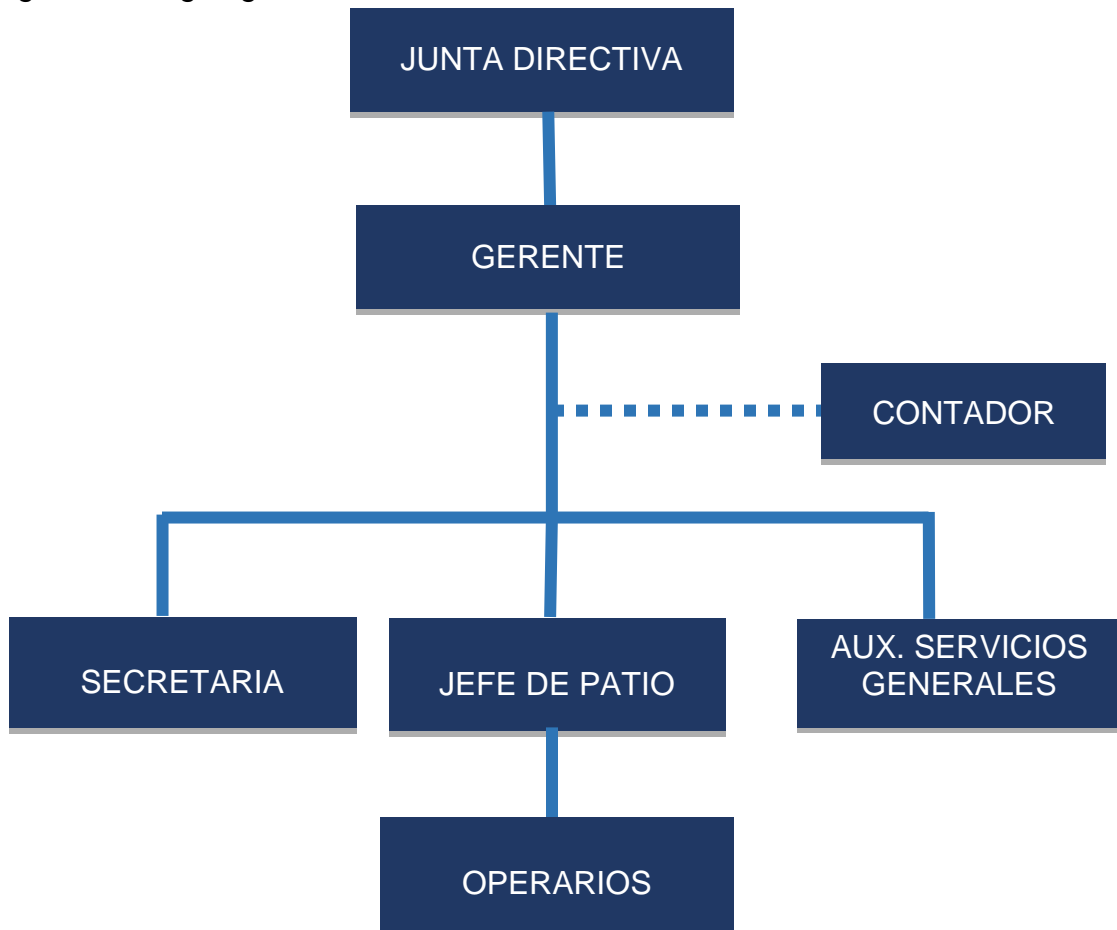 JUNTA DIRECTIVA
GERENTE
CONTADOR
SECRETARIA
JEFE DE PATIO
AUX. SERVICIOS
GENERALES
OPERARIOS